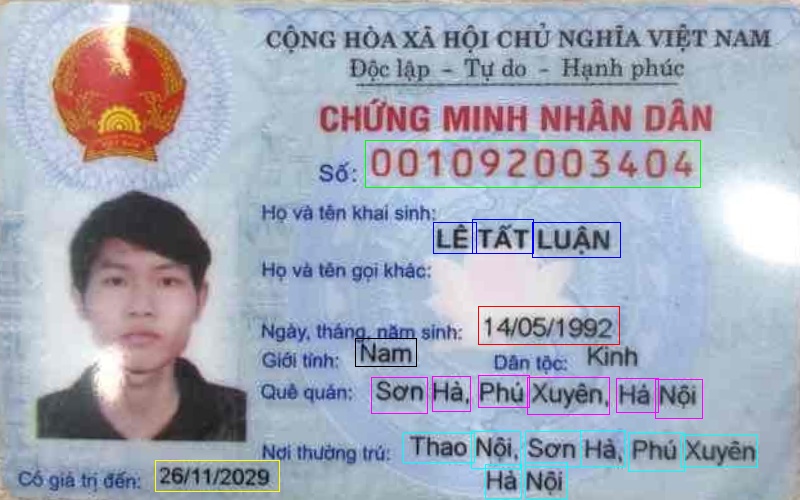 CỘNG HÒA XÃ HỘI CHỦ NGHĨA VIỆT NAM
Độc lập - Tự do - Hạnh phúc
CHỨNG MINH NHÂN DÂN
Số: 001092003404
Họ và tên khai sinh:
LÊ TẤT LUẬN
Họ và tên gọi khác:
Ngày, tháng, năm sinh: 14/05/1992
Giới tính: Nam Dân tộc: Kinh
Quê quán: Sơn Hà, Phú Xuyên, Hà Nội
Nơi thường trú: Thao Nội, Sơn Hà, Phú Xuyên
Hà Nội
Có giá trị đến: 26/11/2029